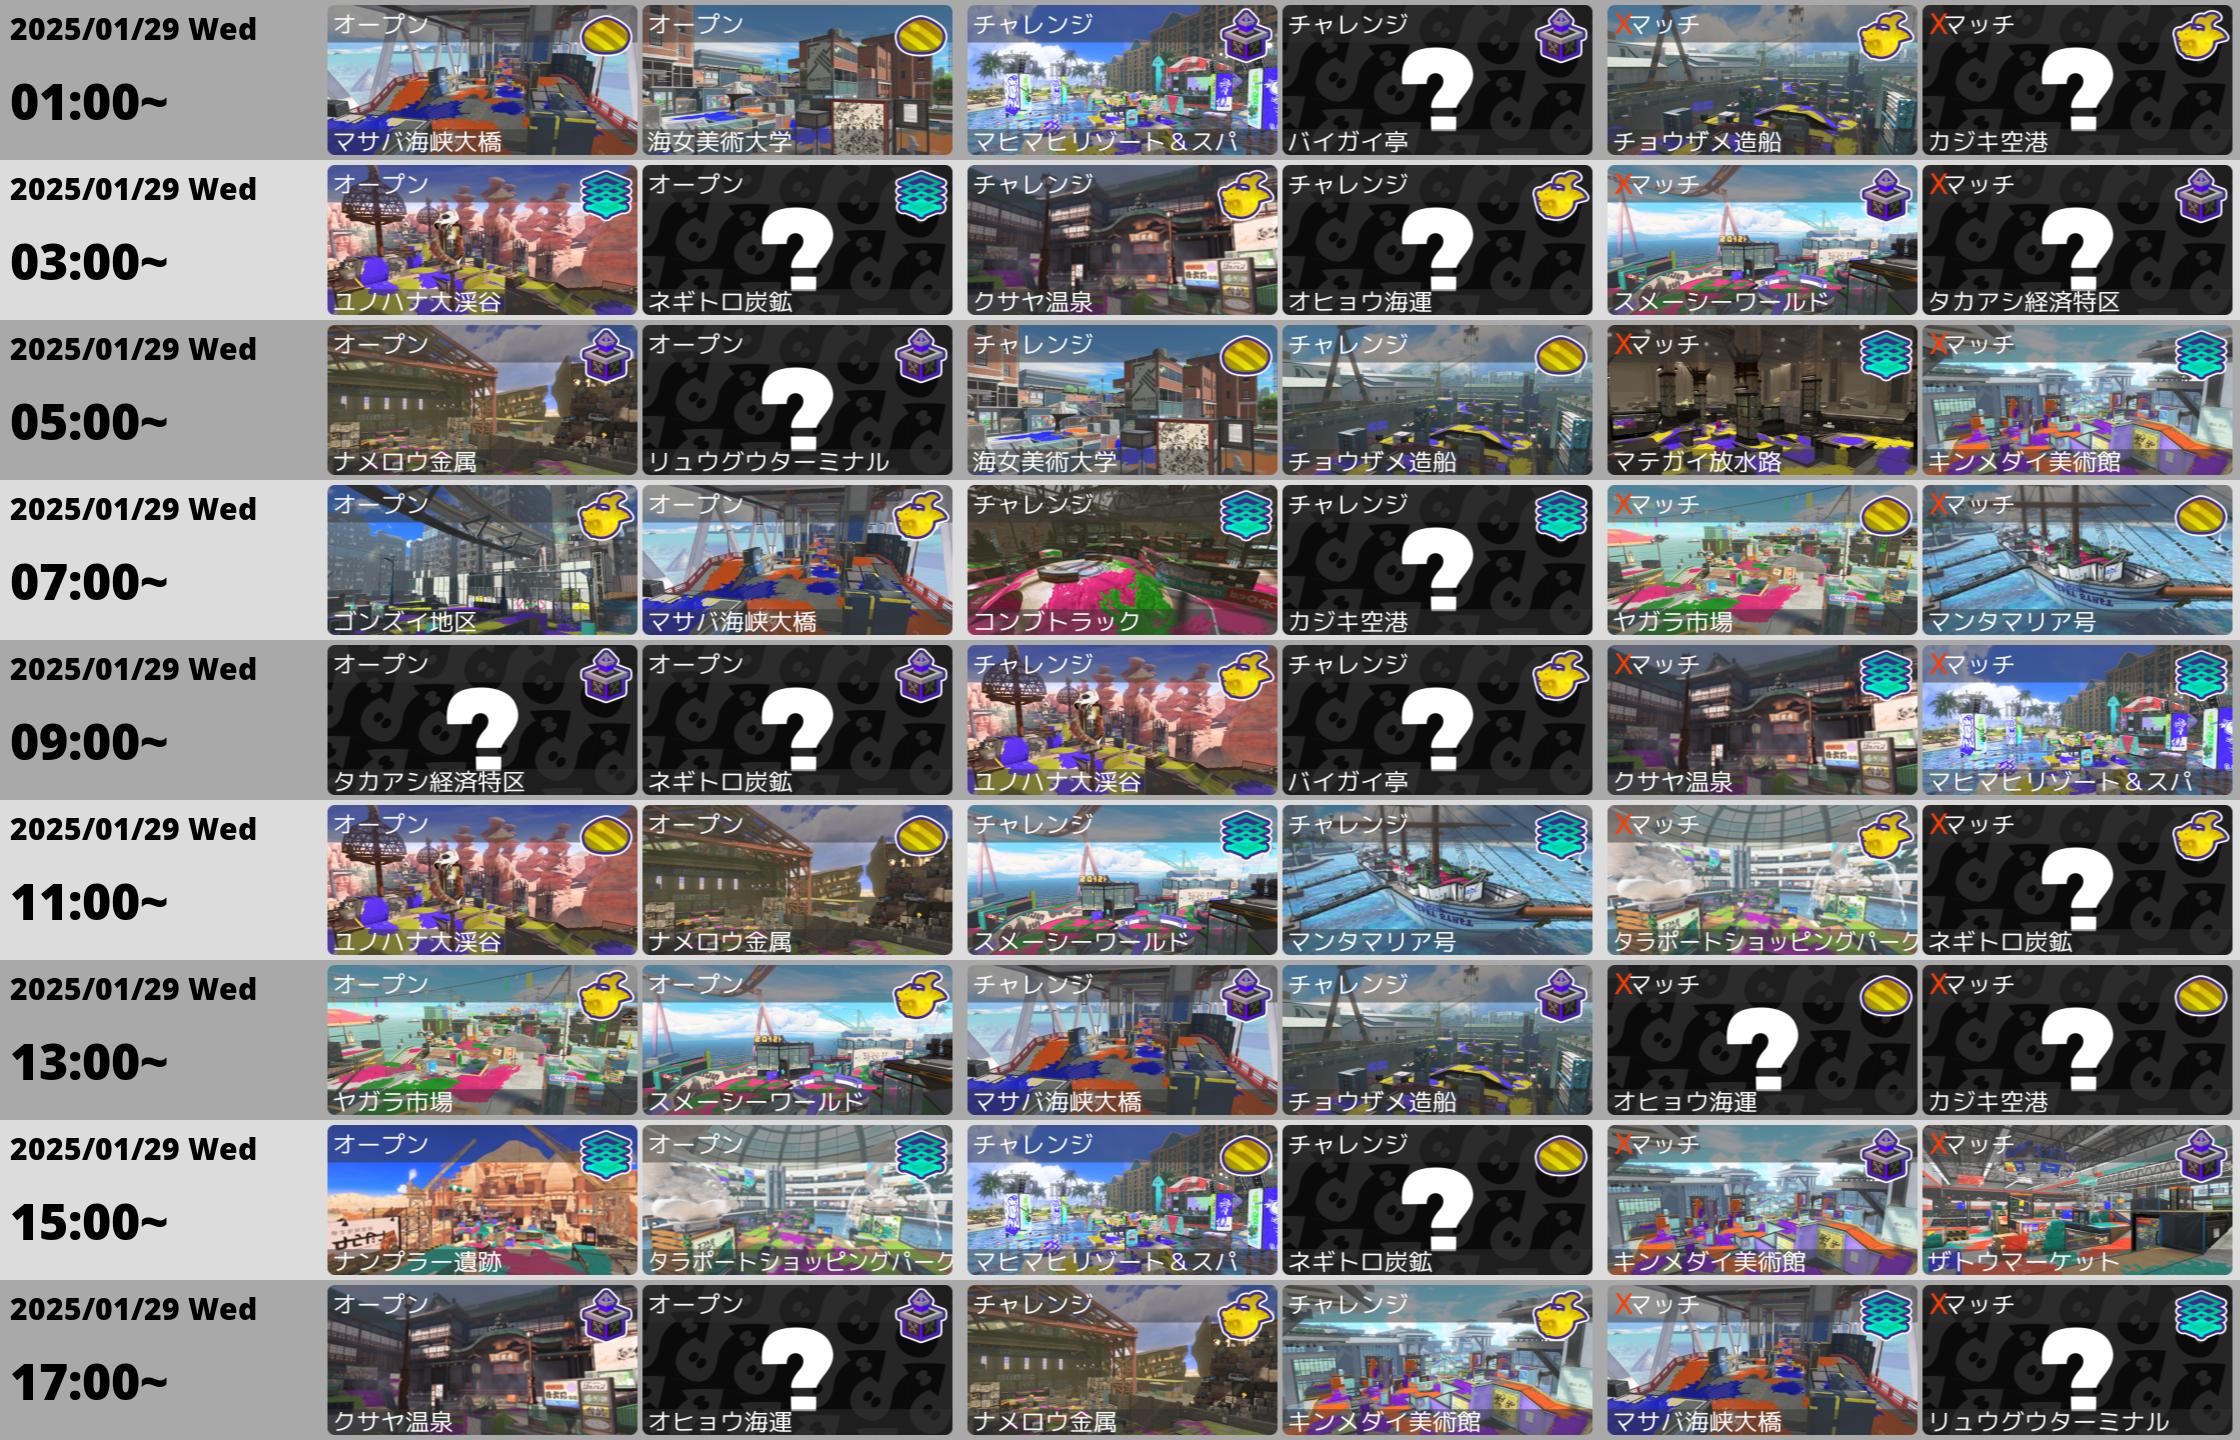 2025/01/29 Wed
01:00~
オープン
マサバ海峡大橋
オープン
海女美術大学
チャレンジ
マヒマヒリゾート＆スパ
チャレンジ
バイガイ亭
Xマッチ
チョウザメ造船
Xマッチ
カジキ空港
2025/01/29 Wed
03:00~
オープン
ユノハナ大渓谷
オープン
ネギトロ炭鉱
チャレンジ
クサヤ温泉
チャレンジ
オヒョウ海運
Xマッチ
スメーシーワールド
Xマッチ
タカアシ経済特区
2025/01/29 Wed
05:00~
オープン
ナメロウ金属
オープン
リュウグウターミナル
チャレンジ
海女美術大学
チャレンジ
チョウザメ造船
Xマッチ
マテガイ放水路
Xマッチ
キンメダイ美術館
2025/01/29 Wed
07:00~
オープン
ゴンズイ地区
オープン
マサバ海峡大橋
チャレンジ
コンブトラック
チャレンジ
カジキ空港
Xマッチ
ヤガラ市場
Xマッチ
マンタマリア号
2025/01/29 Wed
09:00~
オープン
タカアシ経済特区
オープン
ネギトロ炭鉱
チャレンジ
ユノハナ大渓谷
チャレンジ
バイガイ亭
Xマッチ
クサヤ温泉
Xマッチ
マヒマヒリゾート＆スパ
2025/01/29 Wed
11:00~
オープン
ユノハナ大渓谷
オープン
ナメロウ金属
チャレンジ
スメーシーワールド
チャレンジ
マンタマリア号
Xマッチ
タラポートショッピングパーク
Xマッチ
ネギトロ炭鉱
2025/01/29 Wed
13:00~
オープン
ヤガラ市場
オープン
スメーシーワールド
チャレンジ
マサバ海峡大橋
チャレンジ
チョウザメ造船
Xマッチ
オヒョウ海運
Xマッチ
カジキ空港
2025/01/29 Wed
15:00~
オープン
ナンプラー遺跡
オープン
タラポートショッピングパーク
チャレンジ
マヒマヒリゾート＆スパ
チャレンジ
ネギトロ炭鉱
Xマッチ
キンメダイ美術館
Xマッチ
ザトウマーケット
2025/01/29 Wed
17:00~
オープン
クサヤ温泉
オープン
オヒョウ海運
チャレンジ
ナメロウ金属
チャレンジ
キンメダイ美術館
Xマッチ
マサバ海峡大橋
Xマッチ
リュウグウターミナル